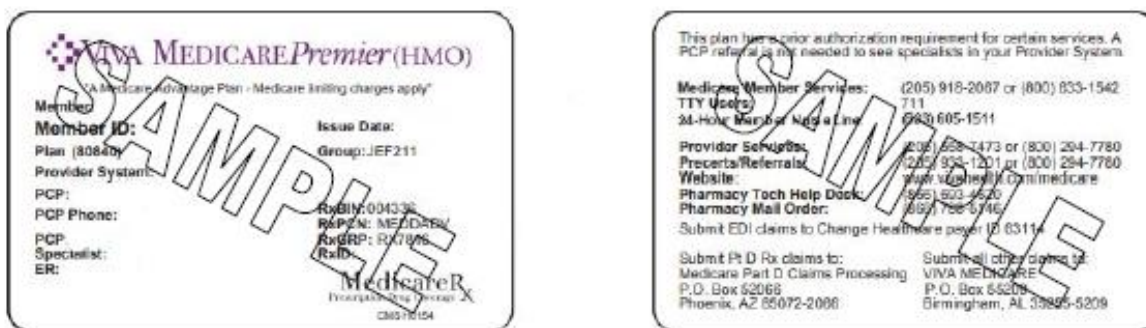 VIVA MEDICARE Premier (HMO)
"A Medicare Advantage Plan - Medicare limiting charges apply"
Member:
Member ID:
Issue Date:
Plan (80840)
Group: JEF211
Provider System:
PCP:
PCP Phone:
RxBIN: 004336
RxPCN: MEDDADV
PCP
RxGRP:
Specialist:
RxID:
ER:
MedicareRx
Prescription Drug Coverage
SAMPLE
This plan has a prior authorization requirement for certain services. A
PCP referral is not needed to see specialists in your Provider System.
Medicare Member Services: (205) 918-2067 or (800) 633-1542
TTY Users: 711
24-Hour Member Nurse Line: 605-1511
Provider Services: 7473 or (800) 294-7780
Precerts/Referrals: or (800) 294-7780
Website: www.vivahealth.com/medicare
Pharmacy Tech Help Desk:
Pharmacy Mail Order:
Submit EDI claims to Change Healthcare payer ID 63114
Submit Pt D Rx claims to:
Submit all other claims to:
Medicare Part D Claims Processing
VIVA MEDICARE
P.O. Box 52066
P.O. Box
Phoenix, AZ 85072-2066
Birmingham, AL 35255-5209
SAMPLE